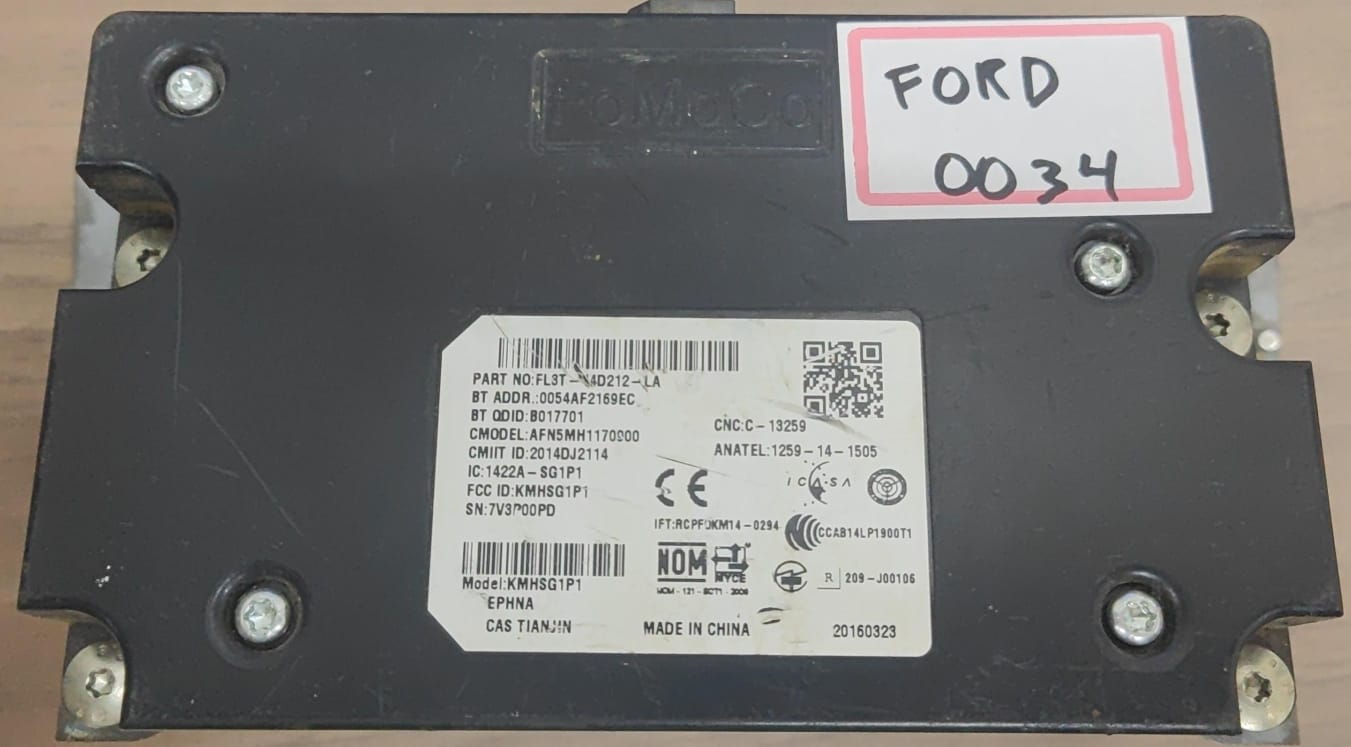 FoMoCo
FORD
0034
PART NO:FL3T-14D212-LA
BT ADDR.:0054AF2169EC
BT QDID:B017701
CMODEL:AFN5MH1170900
CMIIT ID:2014DJ2114
IC:1422A-SG1P1
FCC ID:KMHSG1P1
SN:7V3P00PD
CNC:C-13259
ANATEL:1259-14-1505
ICASA
IFT:RCPFOKM14-0294
CCAB14LP1900T1
NOM NYCE
R 209-J00106
Model:KMHSG1P1
EPHNA
CAS TIANJIN
MADE IN CHINA
20160323